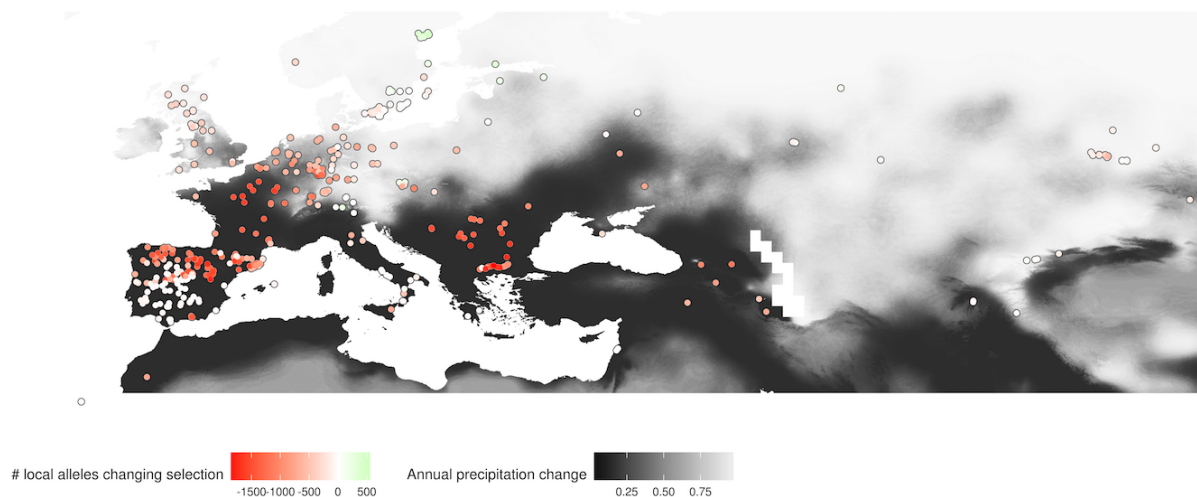 # local alleles changing selection
-1500 -1000 -500 0 500
Annual precipitation change
0.25 0.50 0.75